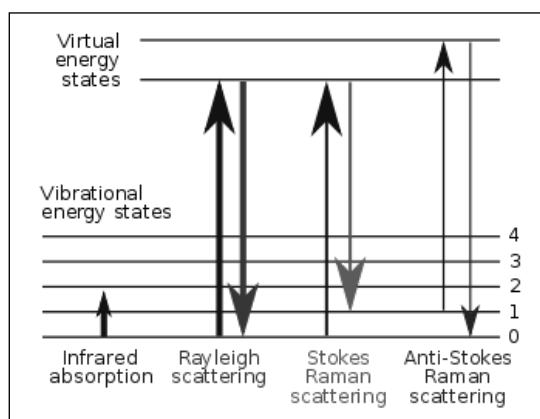 Virtual
energy
states
Vibrational
energy states
4
3
2
1
0
Infrared
absorption
Rayleigh
scattering
Stokes
Raman
scattering
Anti-Stokes
Raman
scattering